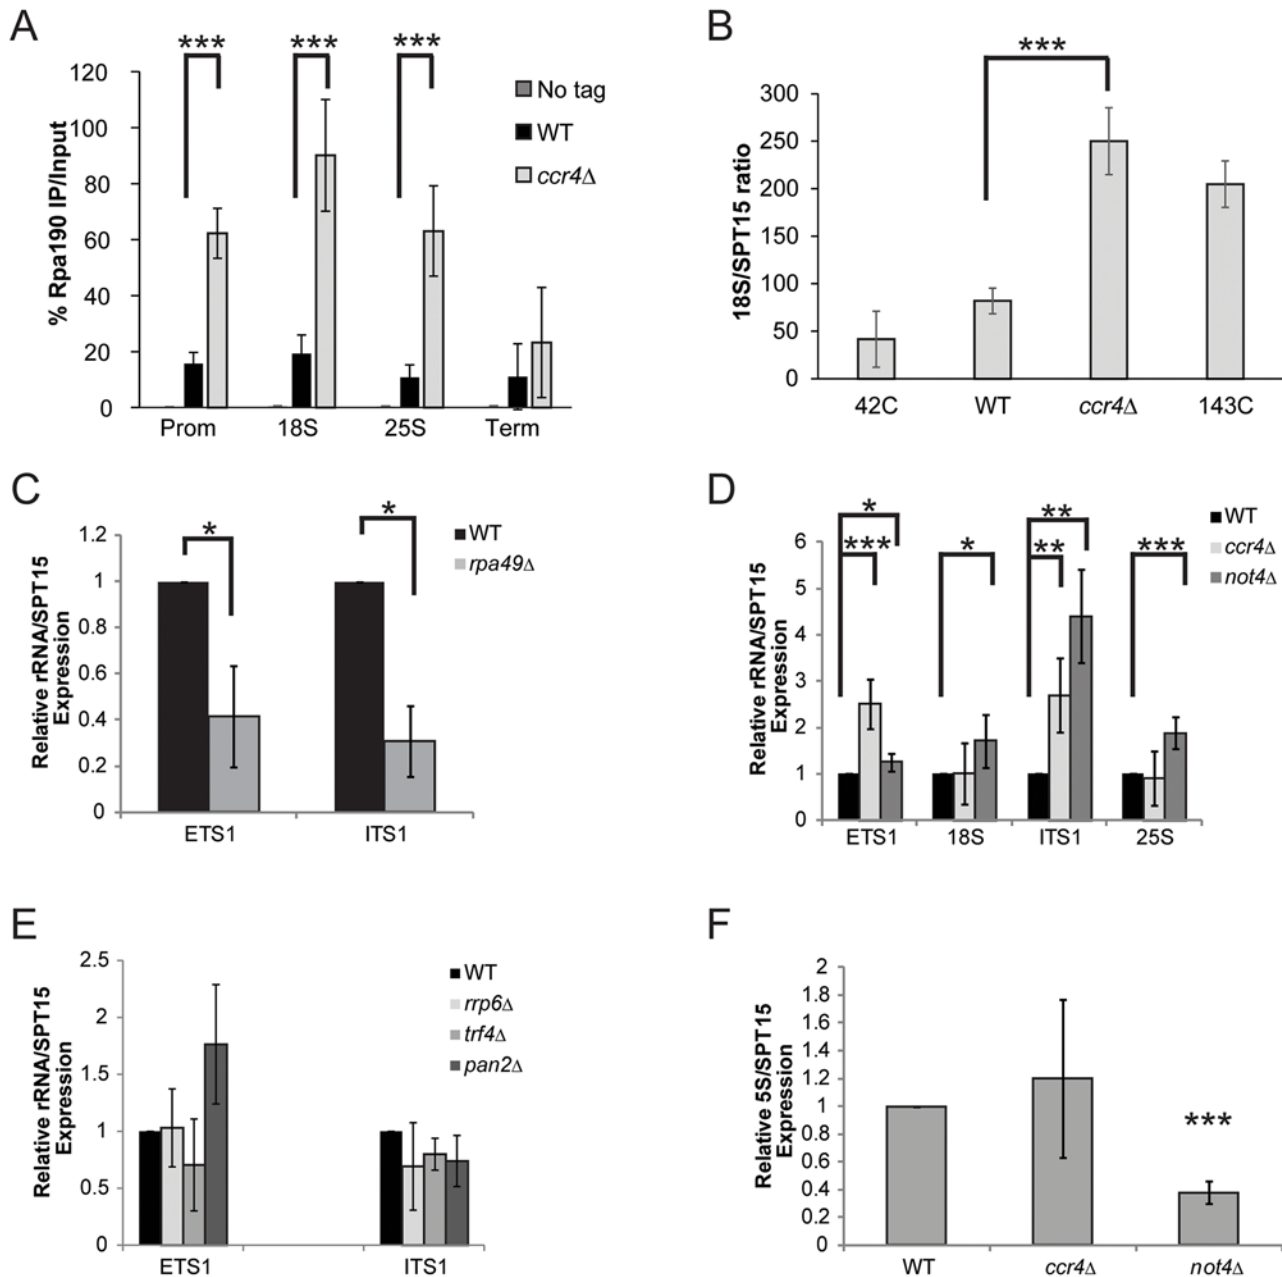 A
*** *** ***
120
100
80
60
40
20
0
% Rpa190 IP/Input
No tag
WT
ccr4Δ
Prom 18S 25S Term
B
***
300
250
200
150
100
50
0
18S/SPT15 ratio
42C WT ccr4Δ 143C
C
* *
1.2
1
0.8
0.6
0.4
0.2
0
Relative rRNA/SPT15
Expression
WT
rpa49Δ
ETS1 ITS1
D
* **
*** * ** ***
6
5
4
3
2
1
0
Relative rRNA/SPT15
Expression
WT
ccr4Δ
not4Δ
ETS1 18S ITS1 25S
E
2.5
2
1.5
1
0.5
0
Relative rRNA/SPT15
Expression
WT
rrp6Δ
trf4Δ
pan2Δ
ETS1 ITS1
F
2
1.8
1.6
1.4
1.2
1
0.8
0.6
0.4
0.2
0
Relative 5S/SPT15
Expression
***
WT ccr4Δ not4Δ